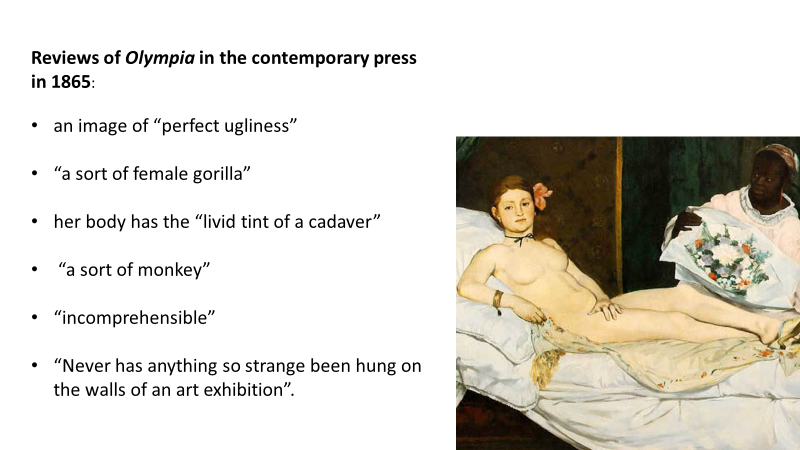 Reviews of Olympia in the contemporary press
in 1865:
• an image of “perfect ugliness”
• “a sort of female gorilla”
• her body has the “livid tint of a cadaver”
• “a sort of monkey”
• “incomprehensible”
• “Never has anything so strange been hung on
the walls of an art exhibition”.